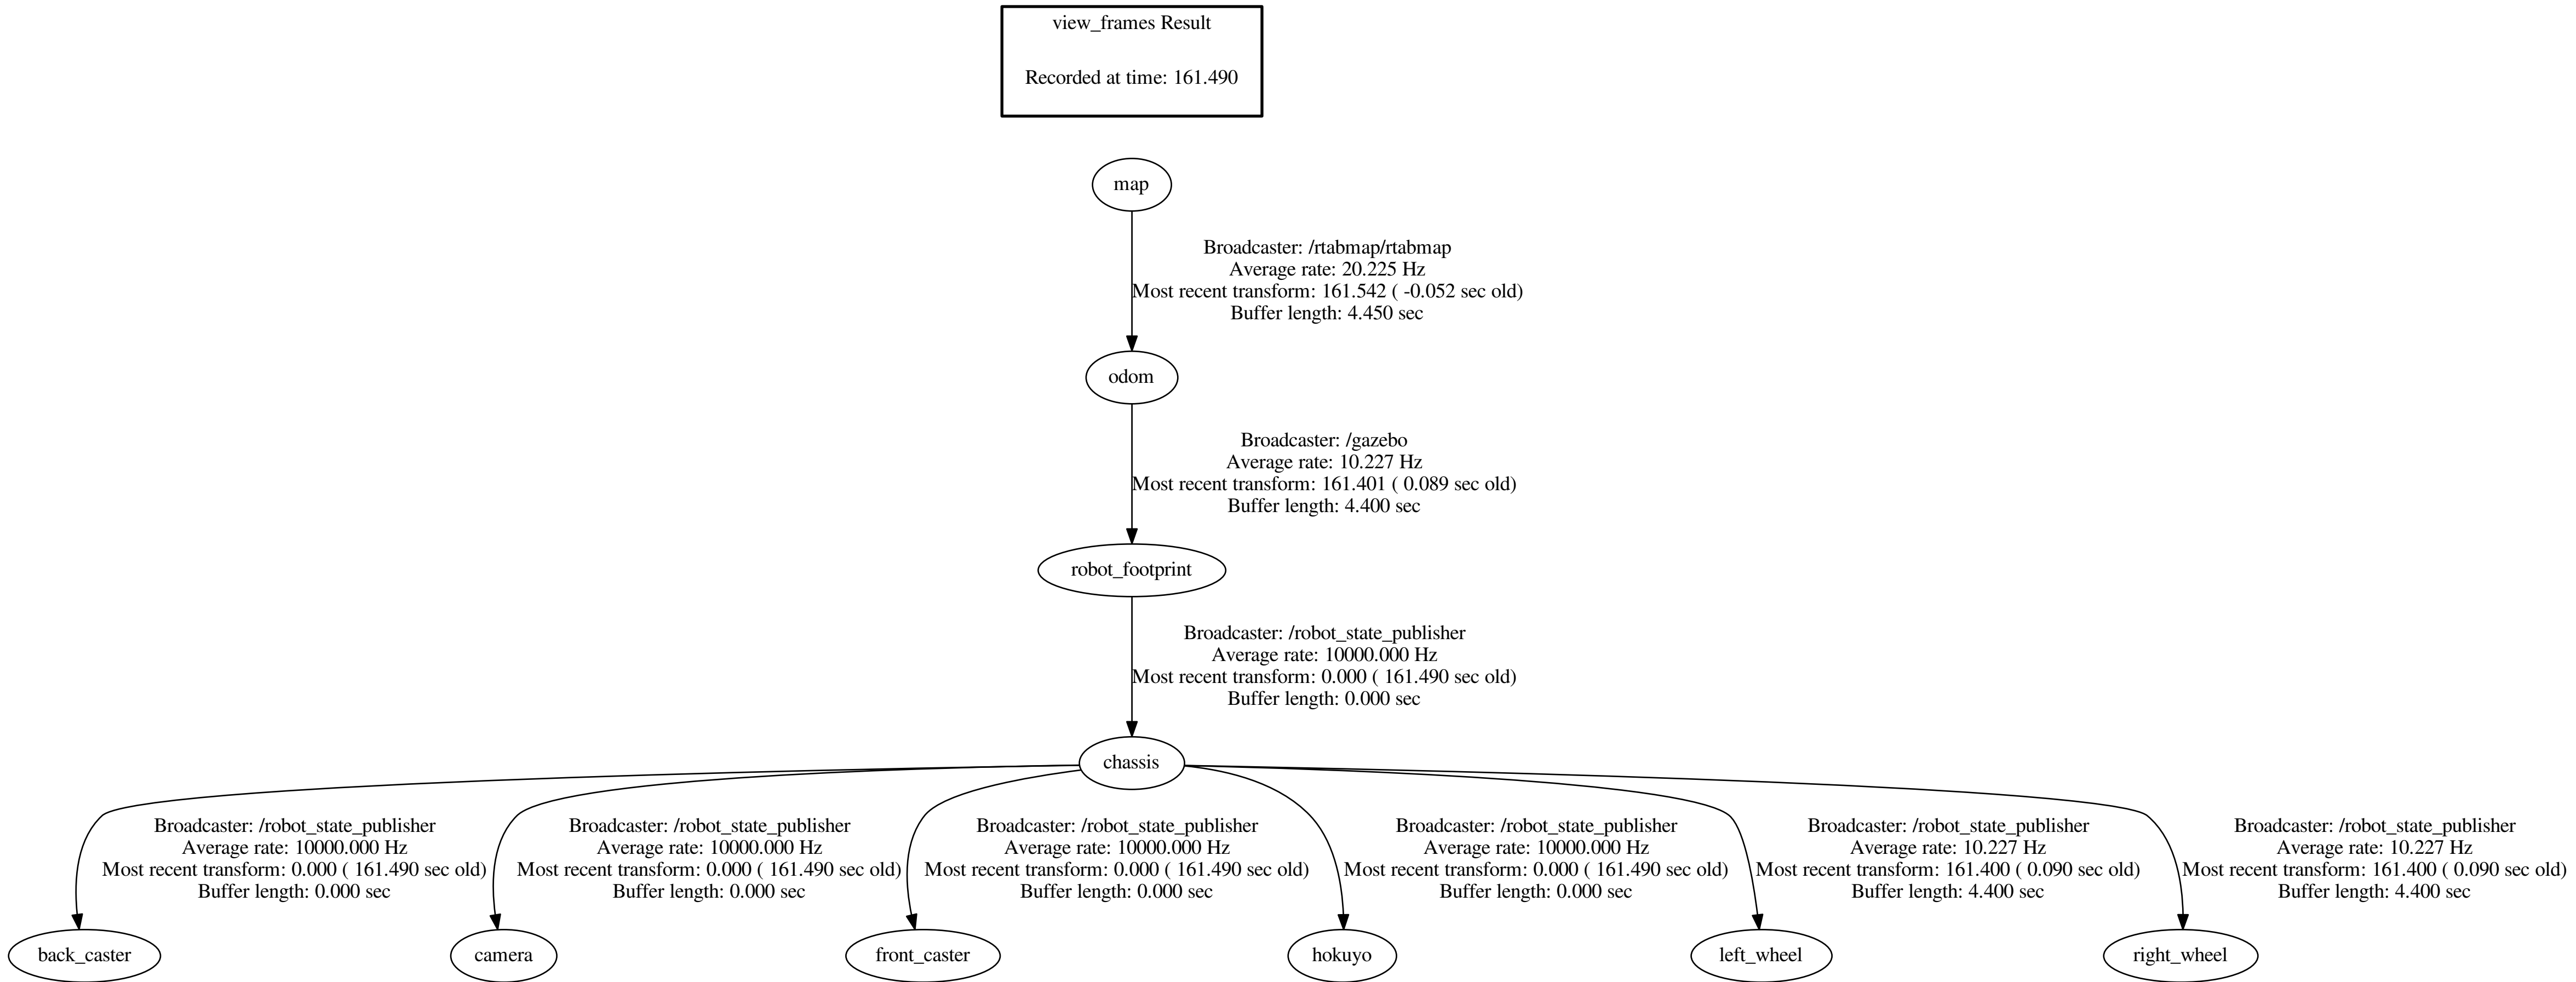 view_frames Result
Recorded at time: 161.490
map
Broadcaster: /rtabmap/rtabmap
Average rate: 20.225 Hz
Most recent transform: 161.542 ( -0.052 sec old)
Buffer length: 4.450 sec
odom
Broadcaster: /gazebo
Average rate: 10.227 Hz
Most recent transform: 161.401 ( 0.089 sec old)
Buffer length: 4.400 sec
robot_footprint
Broadcaster: /robot_state_publisher
Average rate: 10000.000 Hz
Most recent transform: 0.000 ( 161.490 sec old)
Buffer length: 0.000 sec
chassis
Broadcaster: /robot_state_publisher
Average rate: 10000.000 Hz
Most recent transform: 0.000 ( 161.490 sec old)
Buffer length: 0.000 sec
Broadcaster: /robot_state_publisher
Average rate: 10000.000 Hz
Most recent transform: 0.000 ( 161.490 sec old)
Buffer length: 0.000 sec
Broadcaster: /robot_state_publisher
Average rate: 10000.000 Hz
Most recent transform: 0.000 ( 161.490 sec old)
Buffer length: 0.000 sec
Broadcaster: /robot_state_publisher
Average rate: 10000.000 Hz
Most recent transform: 0.000 ( 161.490 sec old)
Buffer length: 0.000 sec
Broadcaster: /robot_state_publisher
Average rate: 10.227 Hz
Most recent transform: 161.400 ( 0.090 sec old)
Buffer length: 4.400 sec
Broadcaster: /robot_state_publisher
Average rate: 10.227 Hz
Most recent transform: 161.400 ( 0.090 sec old)
Buffer length: 4.400 sec
back_caster
camera
front_caster
hokuyo
left_wheel
right_wheel